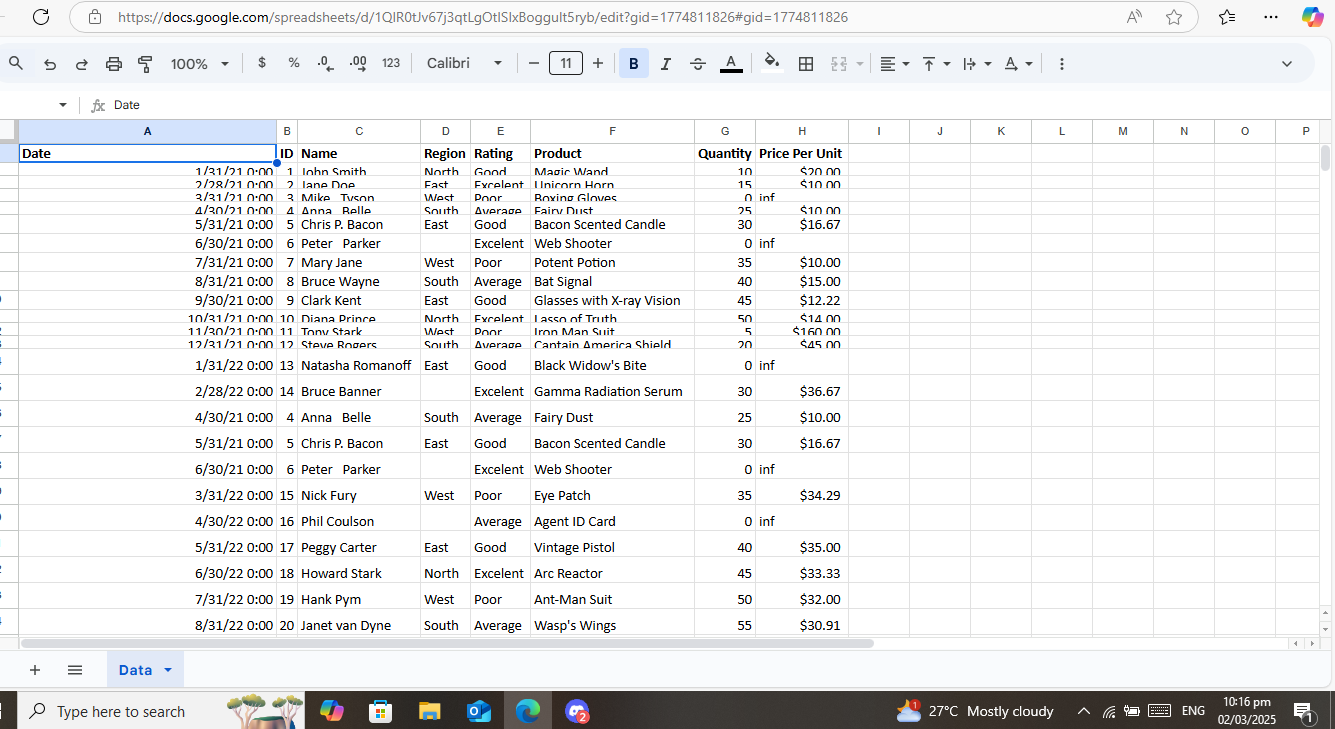 https://docs.google.com/spreadsheets/d/1QlR0tJv67j3qtLgOtISlxBoggult5ryb/edit?gid=1774811826#gid=1774811826
100% $ % .0 .00 123 Calibri 11 B I A
fx Date
A B C D E F G H I J K L M N O P
Date ID Name Region Rating Product Quantity Price Per Unit
1/31/21 0:00 1 John Smith North Good Magic Wand 10 $20.00
2/28/21 0:00 2 Jane Doe East Excelent Unicorn Horn 15 $10.00
3/31/21 0:00 3 Mike Tyson West Poor Boxing Gloves 0 inf
4/30/21 0:00 4 Anna Belle South Average Fairy Dust 25 $10.00
5/31/21 0:00 5 Chris P. Bacon East Good Bacon Scented Candle 30 $16.67
6/30/21 0:00 6 Peter Parker Excelent Web Shooter 0 inf
7/31/21 0:00 7 Mary Jane West Poor Potent Potion 35 $10.00
8/31/21 0:00 8 Bruce Wayne South Average Bat Signal 40 $15.00
9/30/21 0:00 9 Clark Kent East Good Glasses with X-ray Vision 45 $12.22
10/31/21 0:00 10 Diana Prince North Excelent Lasso of Truth 50 $14.00
11/30/21 0:00 11 Tony Stark West Poor Iron Man Suit 5 $160.00
12/31/21 0:00 12 Steve Rogers South Average Captain America Shield 20 $45.00
1/31/22 0:00 13 Natasha Romanoff East Good Black Widow's Bite 0 inf
2/28/22 0:00 14 Bruce Banner Excelent Gamma Radiation Serum 30 $36.67
4/30/21 0:00 4 Anna Belle South Average Fairy Dust 25 $10.00
5/31/21 0:00 5 Chris P. Bacon East Good Bacon Scented Candle 30 $16.67
6/30/21 0:00 6 Peter Parker Excelent Web Shooter 0 inf
3/31/22 0:00 15 Nick Fury West Poor Eye Patch 35 $34.29
4/30/22 0:00 16 Phil Coulson Average Agent ID Card 0 inf
5/31/22 0:00 17 Peggy Carter East Good Vintage Pistol 40 $35.00
6/30/22 0:00 18 Howard Stark North Excelent Arc Reactor 45 $33.33
7/31/22 0:00 19 Hank Pym West Poor Ant-Man Suit 50 $32.00
8/31/22 0:00 20 Janet van Dyne South Average Wasp's Wings 55 $30.91
Data
Type here to search 2 1 27°C Mostly cloudy ENG 10:16 pm 1
02/03/2025